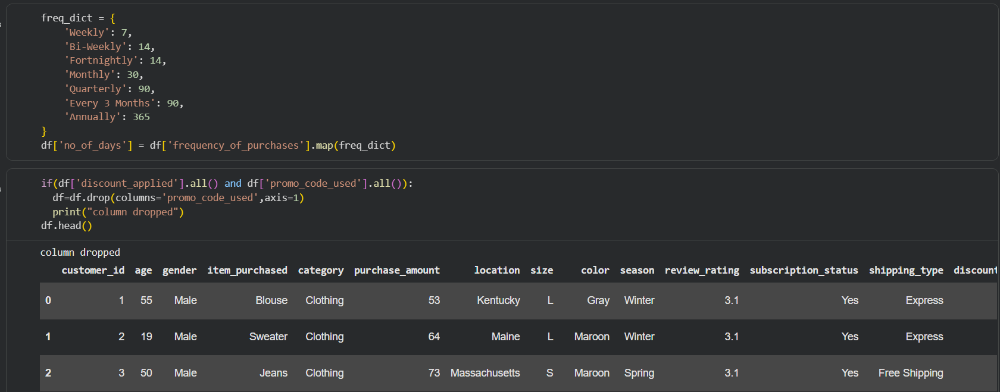 freq_dict = {
    'Weekly': 7,
    'Bi-Weekly': 14,
    'Fortnightly': 14,
    'Monthly': 30,
    'Quarterly': 90,
    'Every 3 Months': 90,
    'Annually': 365
}
df['no_of_days'] = df['frequency_of_purchases'].map(freq_dict)
if(df['discount_applied'].all() and df['promo_code_used'].all()):
  df=df.drop(columns='promo_code_used',axis=1)
  print("column dropped")
df.head()
column dropped
customer_id age gender item_purchased category purchase_amount location size color season review_rating subscription_status shipping_type discount
0 1 55 Male Blouse Clothing 53 Kentucky L Gray Winter 3.1 Yes Express
1 2 19 Male Sweater Clothing 64 Maine L Maroon Winter 3.1 Yes Express
2 3 50 Male Jeans Clothing 73 Massachusetts S Maroon Spring 3.1 Yes Free Shipping